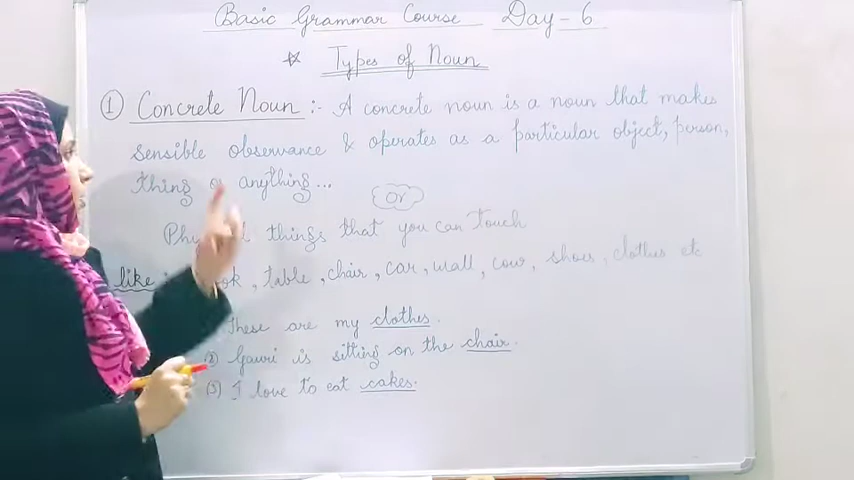 Basic Grammar Course Day - 6
☆ Types of Noun
① Concrete Noun :- A concrete noun is a noun that makes
sensible observance & operates as a particular object, person,
thing or anything...
or
things that you can Touch
like , table, chair, car, wall, cow, shoes, clothes etc
These are my clothes.
② Gauri is sitting on the chair.
③ I love to eat cakes.